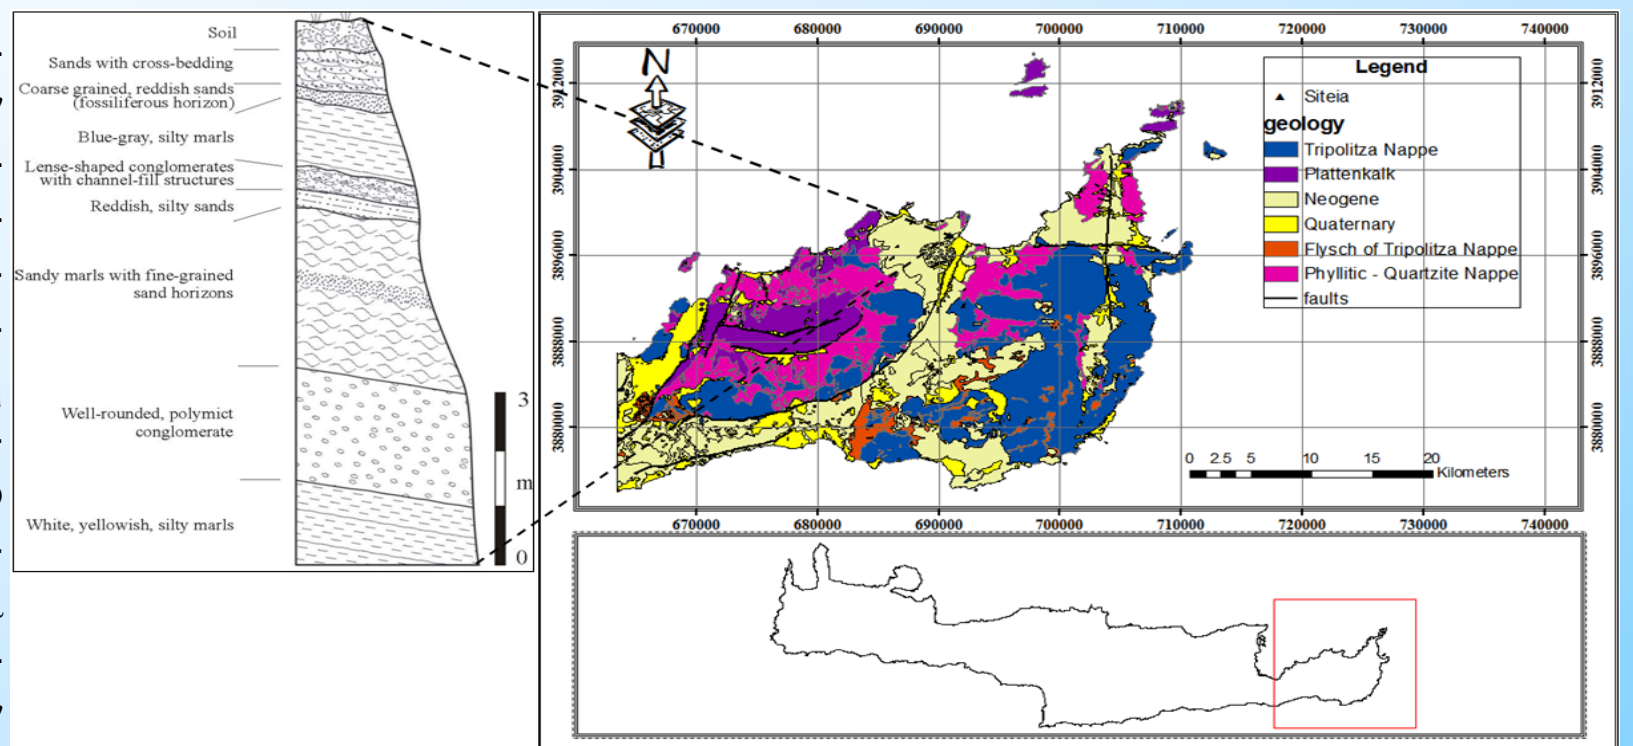 Soil
Sands with cross-bedding
Coarse grained, reddish sands
(fossiliferous horizon)
Blue-gray, silty marls
Lense-shaped conglomerates
with channel-fill structures
Reddish, silty sands
Sandy marls with fine-grained
sand horizons
Well-rounded, polymict
conglomerate
White, yellowish, silty marls
3
m
0
670000 680000 690000 700000 710000 720000 730000 740000
N
3912000
3904000
3896000
3888000
3880000
3912000
3904000
3896000
3888000
3880000
Legend
Siteia
geology
Tripolitza Nappe
Plattenkalk
Neogene
Quaternary
Flysch of Tripolitza Nappe
Phyllitic - Quartzite Nappe
faults
0 2.5 5 10 15 20
Kilometers
670000 680000 690000 700000 710000 720000 730000 740000